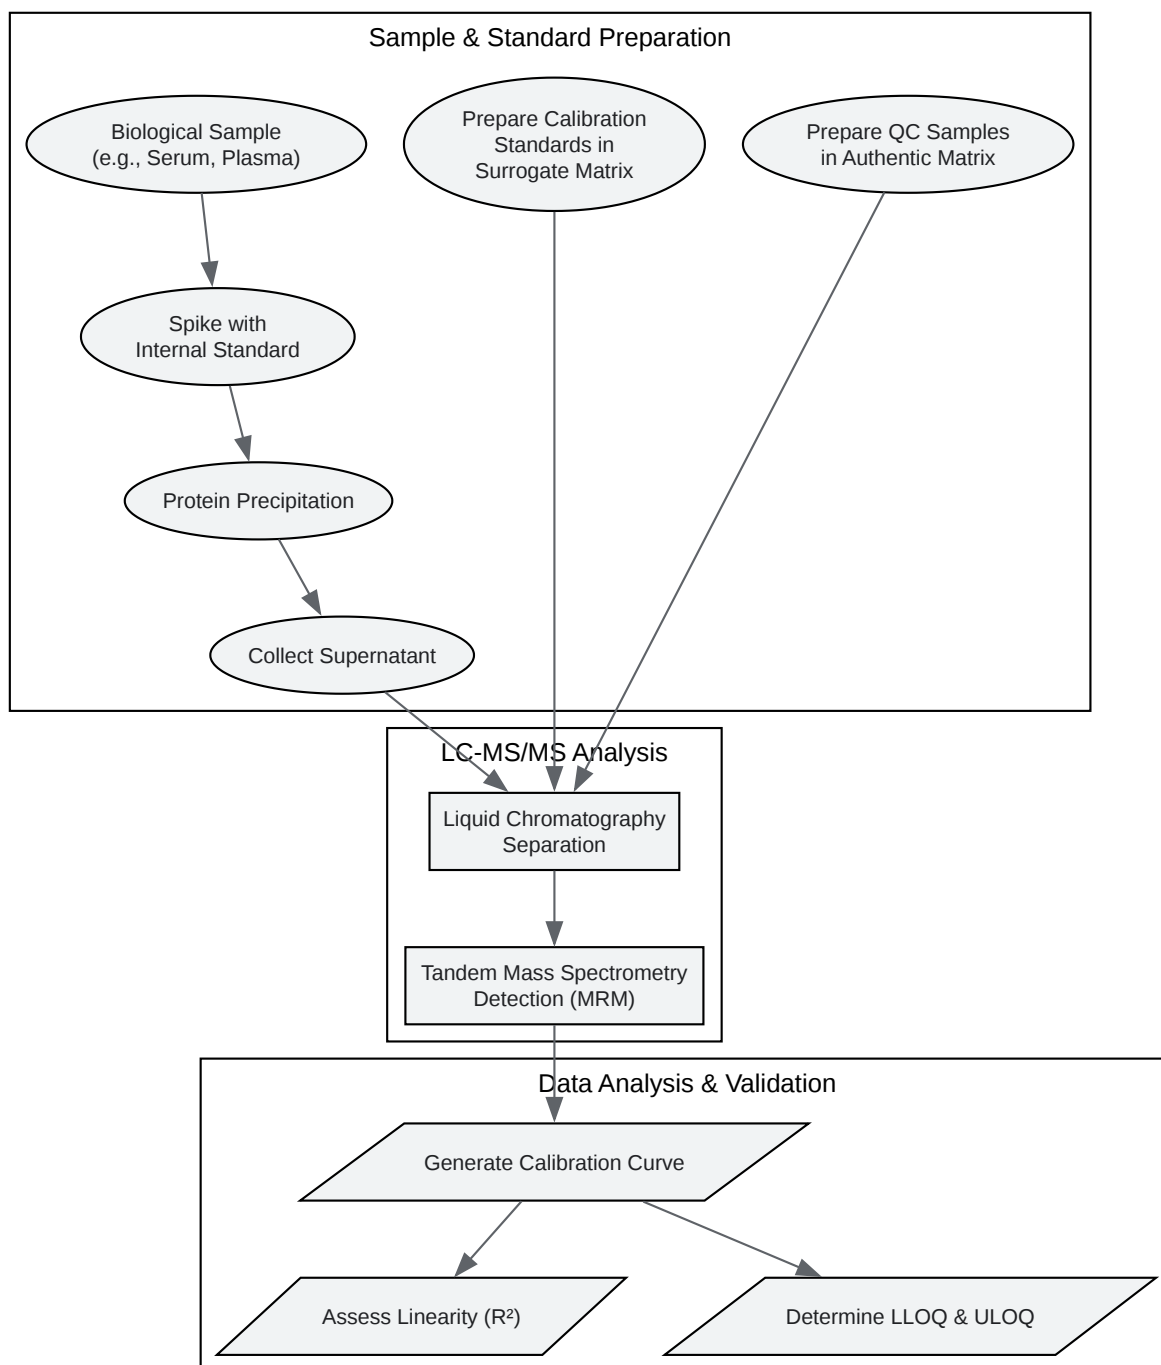 Sample & Standard Preparation
Biological Sample
(e.g., Serum, Plasma)
Prepare Calibration
Standards in
Surrogate Matrix
Prepare QC Samples
in Authentic Matrix
Spike with
Internal Standard
Protein Precipitation
Collect Supernatant
LC-MS/MS Analysis
Liquid Chromatography
Separation
Tandem Mass Spectrometry
Detection (MRM)
Data Analysis & Validation
Generate Calibration Curve
Assess Linearity (R²)
Determine LLOQ & ULOQ